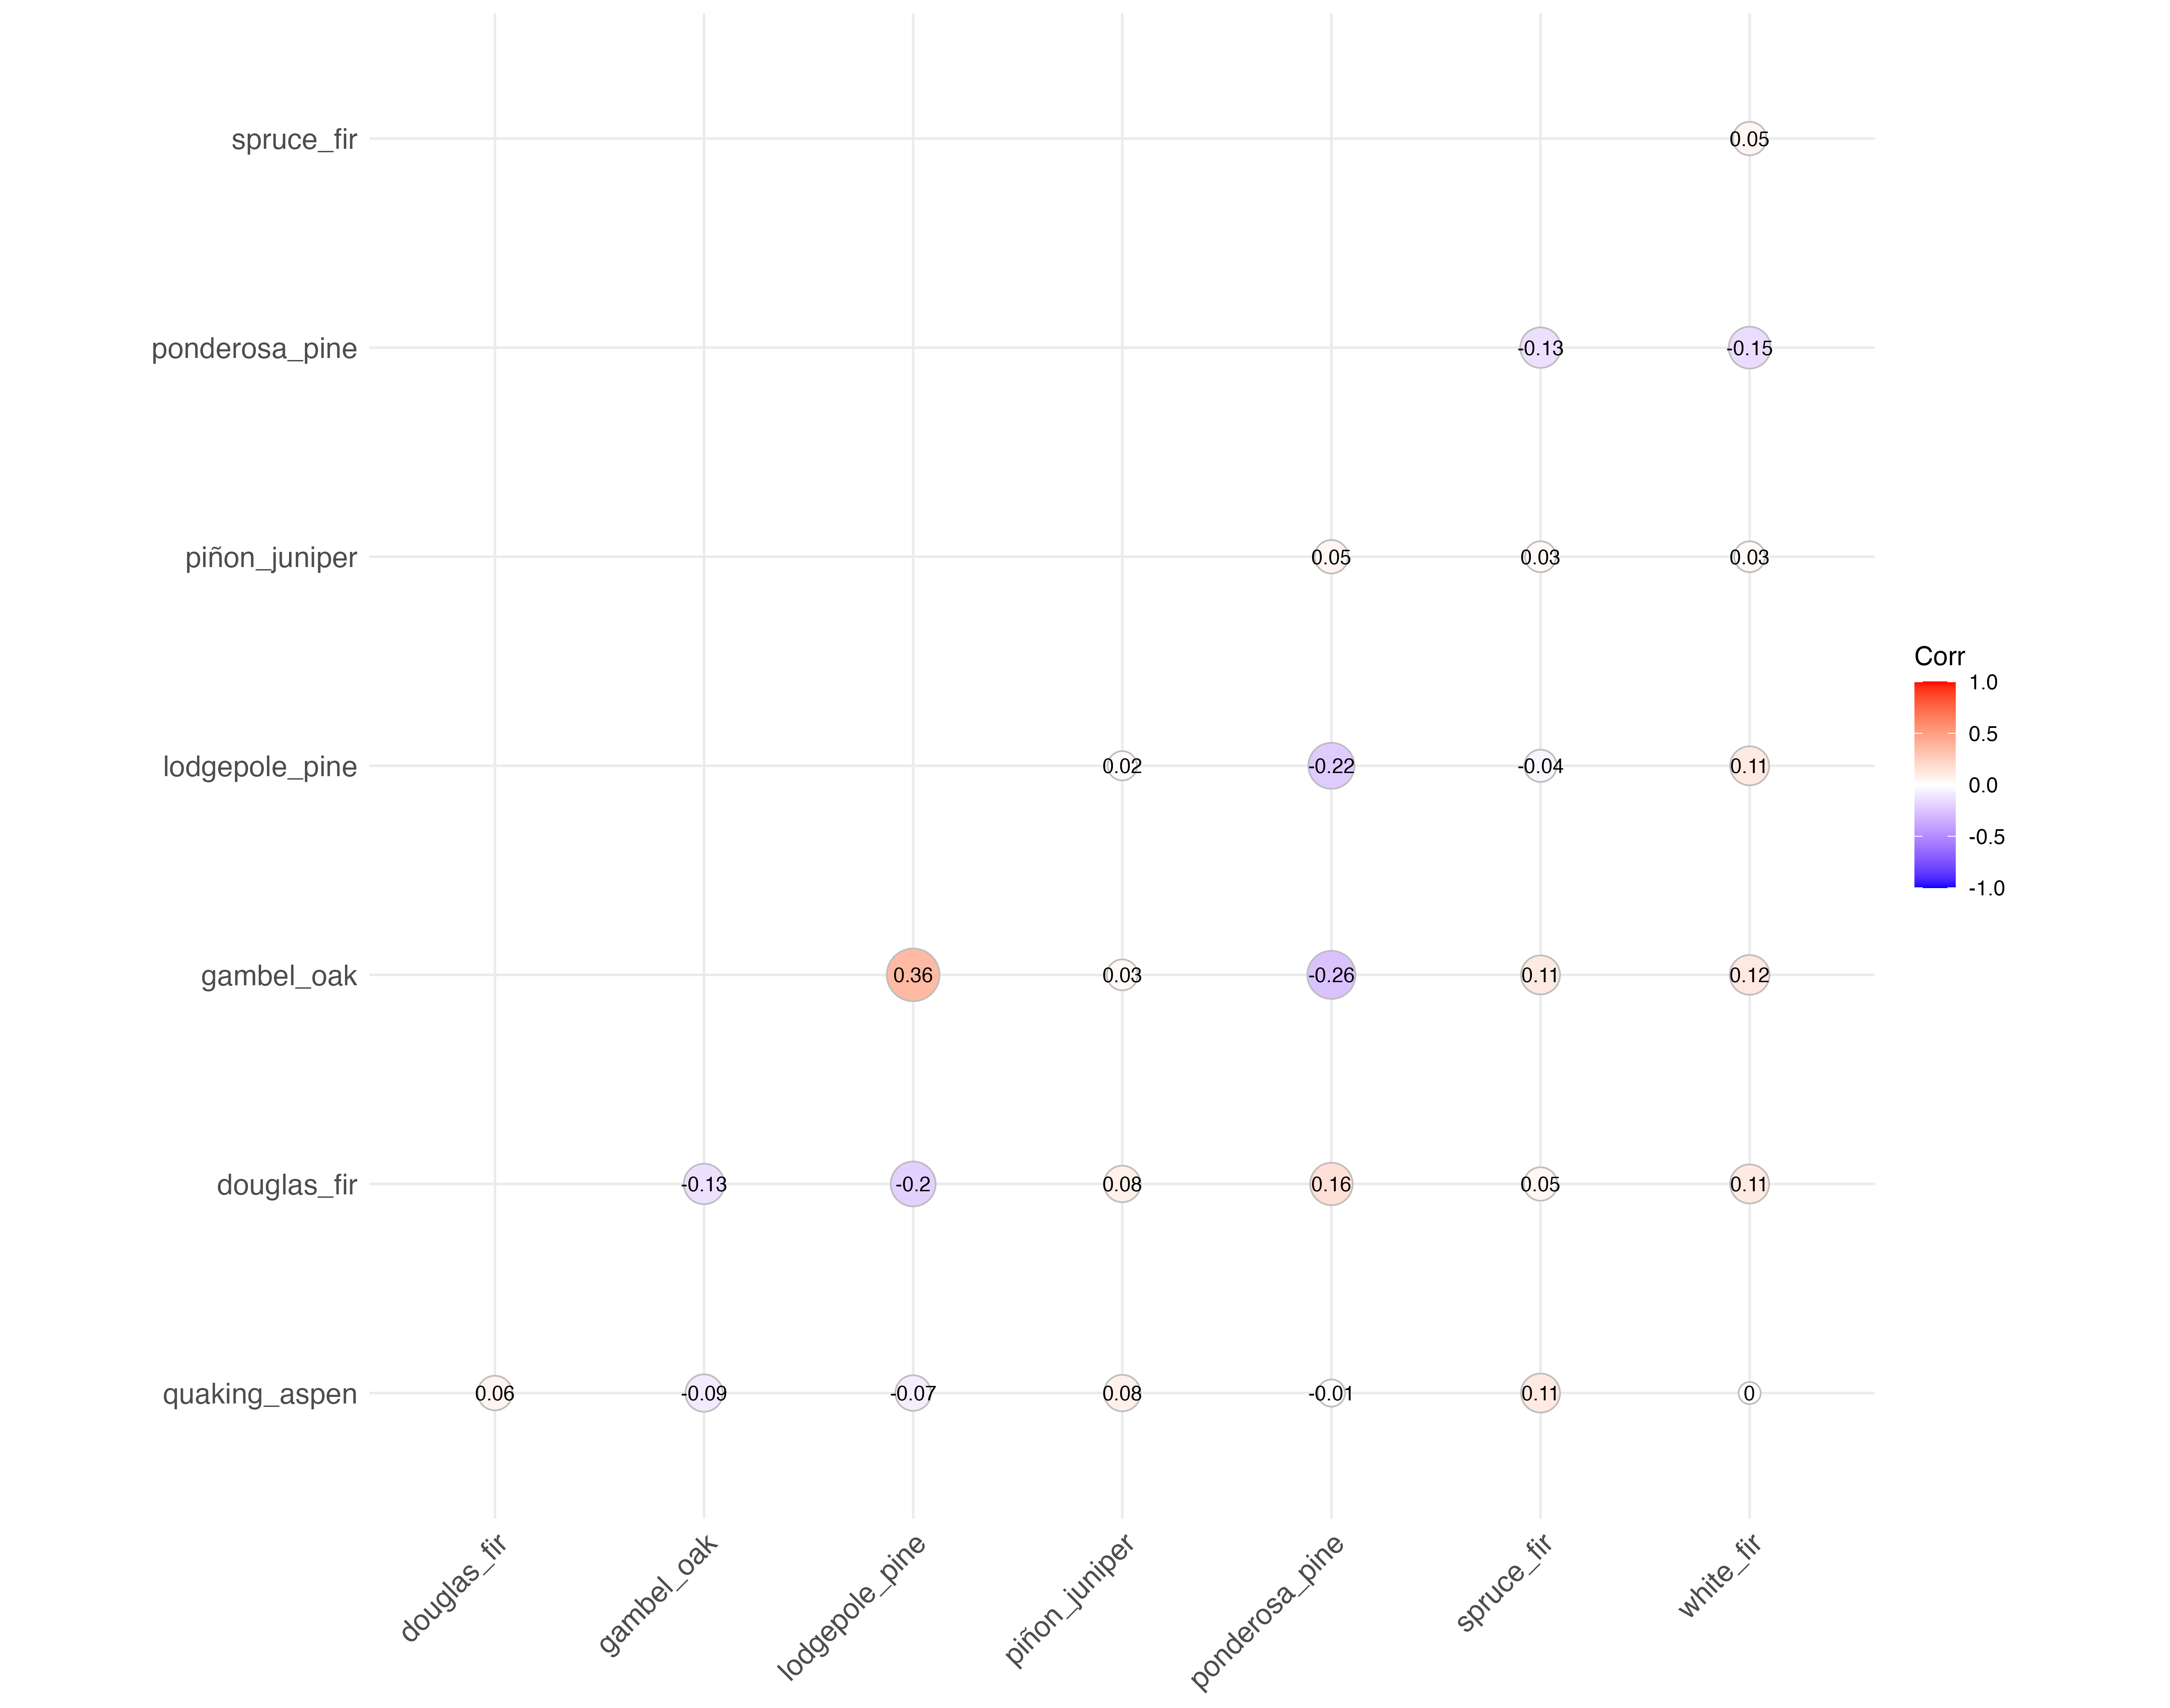 spruce_fir 0.05
ponderosa_pine -0.13 -0.15
piñon_juniper 0.05 0.03 0.03
lodgepole_pine 0.02 -0.22 -0.04 0.11
gambel_oak 0.36 0.03 -0.26 0.11 0.12
douglas_fir -0.13 -0.2 0.08 0.16 0.05 0.11
quaking_aspen 0.06 -0.09 -0.07 0.08 -0.01 0.11 0
douglas_fir
gambel_oak
lodgepole_pine
piñon_juniper
ponderosa_pine
spruce_fir
white_fir
Corr
1.0
0.5
0.0
-0.5
-1.0